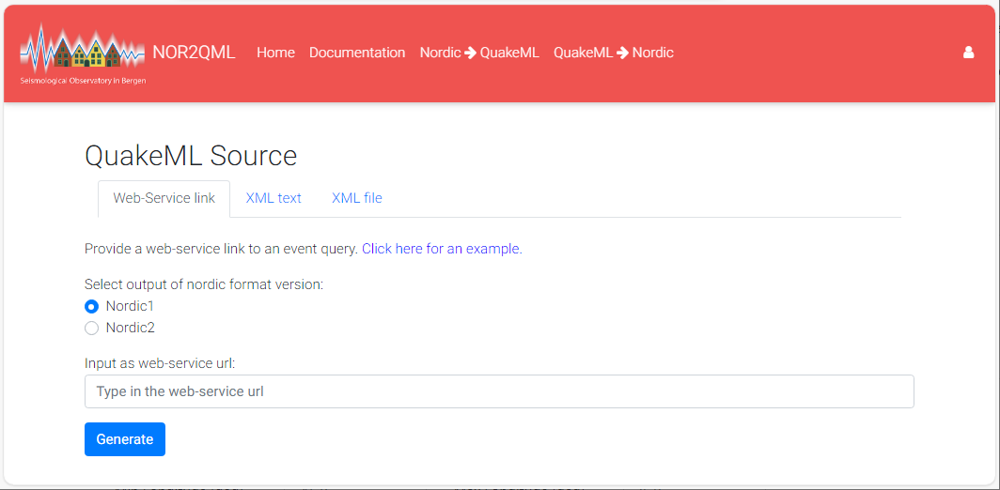 NOR2QML Home Documentation Nordic → QuakeML QuakeML → Nordic
Seismological Observatory in Bergen
QuakeML Source
Web-Service link XML text XML file
Provide a web-service link to an event query. Click here for an example.
Select output of nordic format version:
Nordic1
Nordic2
Input as web-service url:
Type in the web-service url
Generate